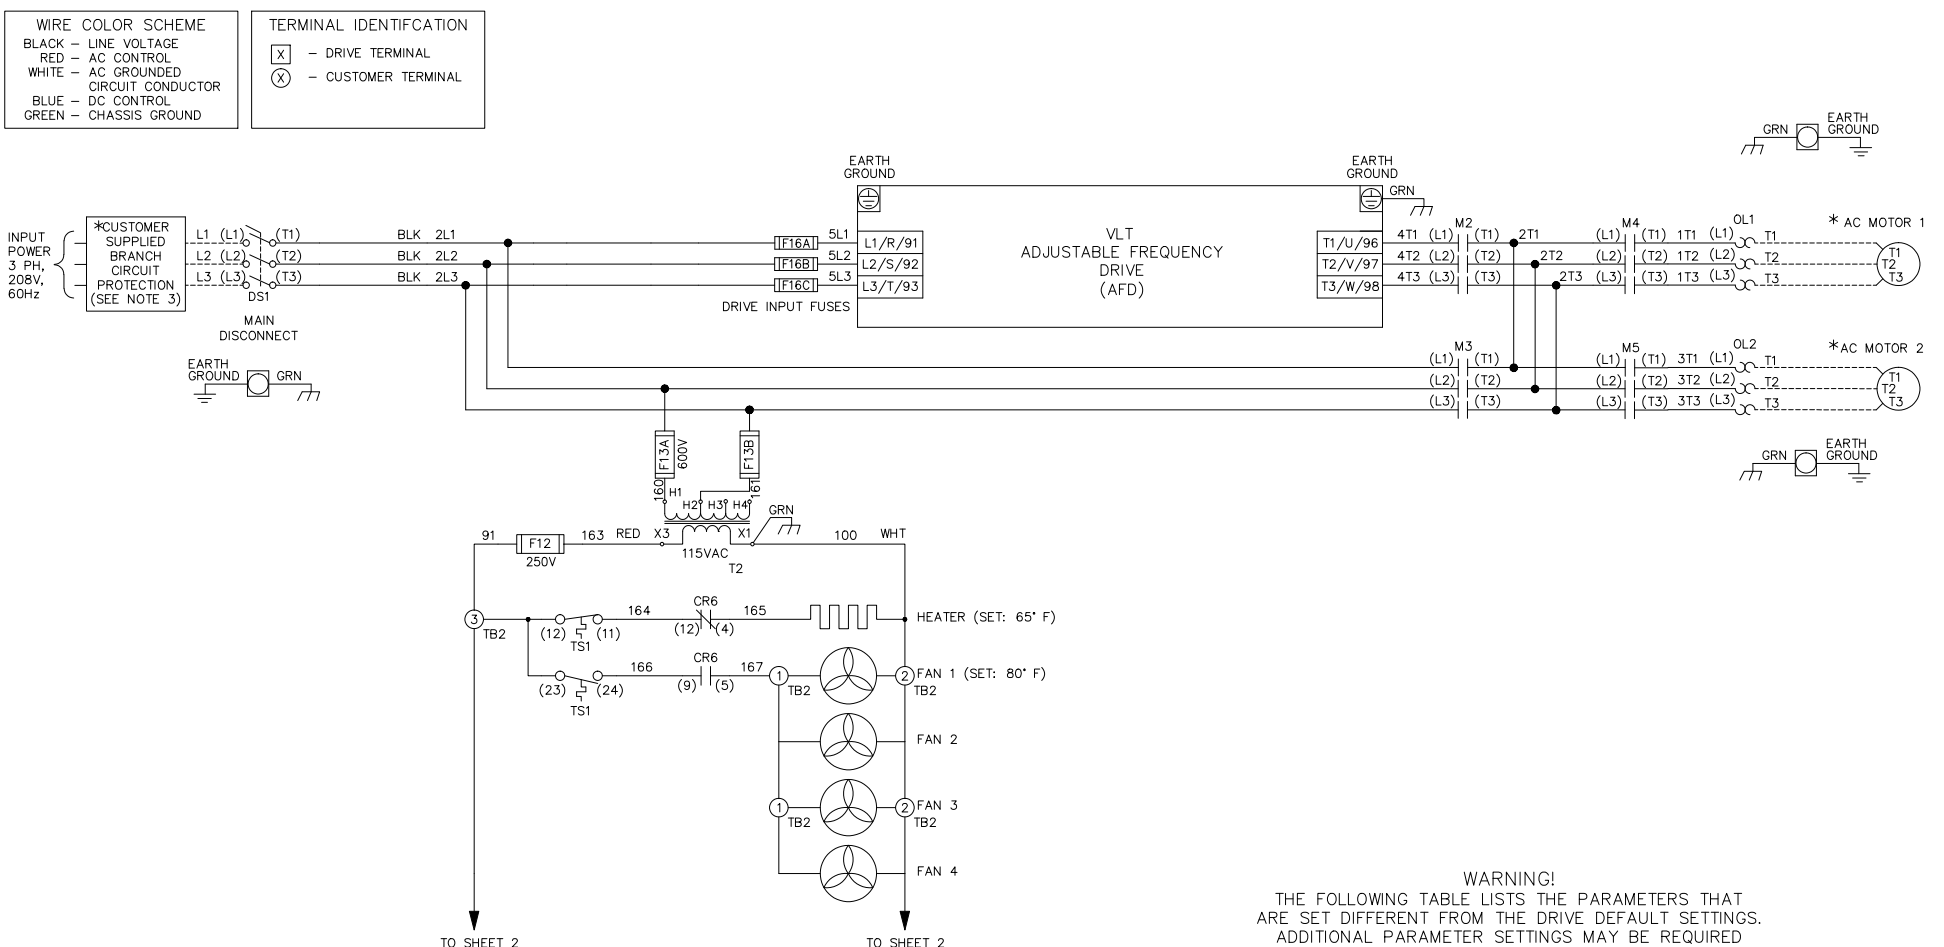 WIRE COLOR SCHEME
BLACK – LINE VOLTAGE
RED – AC CONTROL
WHITE – AC GROUNDED
CIRCUIT CONDUCTOR
BLUE – DC CONTROL
GREEN – CHASSIS GROUND
TERMINAL IDENTIFCATION
X – DRIVE TERMINAL
X – CUSTOMER TERMINAL
GRN
EARTH
GROUND
INPUT
POWER
3 PH,
208V,
60Hz
*CUSTOMER
SUPPLIED
BRANCH
CIRCUIT
PROTECTION
(SEE NOTE 3)
L1 (L1) (T1)
L2 (L2) (T2)
L3 (L3) (T3)
DS1
MAIN
DISCONNECT
EARTH
GROUND
GRN
BLK 2L1
BLK 2L2
BLK 2L3
F16A 5L1
F16B 5L2
F16C 5L3
DRIVE INPUT FUSES
EARTH
GROUND
L1/R/91
L2/S/92
L3/T/93
VLT
ADJUSTABLE FREQUENCY
DRIVE
(AFD)
EARTH
GROUND
GRN
T1/U/96
T2/V/97
T3/W/98
M2
4T1 (L1) (T1) 2T1
4T2 (L2) (T2) 2T2
4T3 (L3) (T3) 2T3
M4
(L1) (T1) 1T1 (L1) T1
(L2) (T2) 1T2 (L2) T2
(L3) (T3) 1T3 (L3) T3
OL1
* AC MOTOR 1
T1
T2
T3
M3
(L1) (T1)
(L2) (T2)
(L3) (T3)
M5
(L1) (T1) 3T1 (L1) T1
(L2) (T2) 3T2 (L2) T2
(L3) (T3) 3T3 (L3) T3
OL2
*AC MOTOR 2
T1
T2
T3
GRN
EARTH
GROUND
F13A
600V
F13B
160
161
H1
H2 H3 H4
GRN
91 F12 163 RED X3 X1 100 WHT
250V
115VAC
T2
3
TB2
(12) (11)
TS1
164
CR6
(12) (4)
165
HEATER (SET: 65° F)
(23) (24)
TS1
166
CR6
(9) (5)
167
1
TB2
2
TB2
FAN 1 (SET: 80° F)
FAN 2
1
TB2
2
TB2
FAN 3
FAN 4
TO SHEET 2
TO SHEET 2
WARNING!
THE FOLLOWING TABLE LISTS THE PARAMETERS THAT
ARE SET DIFFERENT FROM THE DRIVE DEFAULT SETTINGS.
ADDITIONAL PARAMETER SETTINGS MAY BE REQUIRED